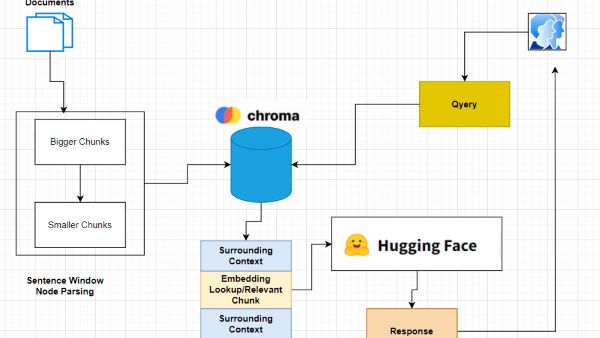 Documents
chroma
Qyery
Bigger Chunks
Smaller Chunks
Sentence Window
Node Parsing
Surrounding
Context
Embedding
Lookup/Relevant
Chunk
Surrounding
Context
Hugging Face
Response